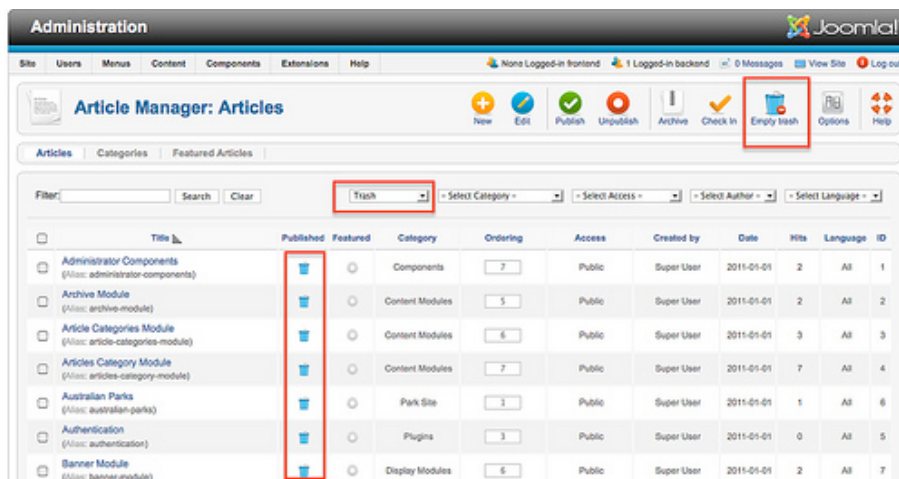 Administration
Joomla!
Site Users Menus Content Components Extensions Help None Logged-in frontend 1 Logged-in backend 0 Messages View Site Log out
Article Manager: Articles
New Edit Publish Unpublish Archive Check In Empty trash Options Help
Articles Categories Featured Articles
Filter: Search Clear Trash - Select Category - - Select Access - - Select Author - - Select Language -
Title Published Featured Category Ordering Access Created by Date Hits Language ID
Administrator Components
(Alias: administrator-components) Components 7 Public Super User 2011-01-01 2 All 1
Archive Module
(Alias: archive-module) Content Modules 5 Public Super User 2011-01-01 2 All 2
Article Categories Module
(Alias: article-categories-module) Content Modules 6 Public Super User 2011-01-01 3 All 3
Articles Category Module
(Alias: articles-category-module) Content Modules 7 Public Super User 2011-01-01 7 All 4
Australian Parks
(Alias: australian-parks) Park Site 1 Public Super User 2011-01-01 1 All 6
Authentication
(Alias: authentication) Plugins 3 Public Super User 2011-01-01 0 All 5
Banner Module
(Alias: banner-module) Display Modules 6 Public Super User 2011-01-01 2 All 7